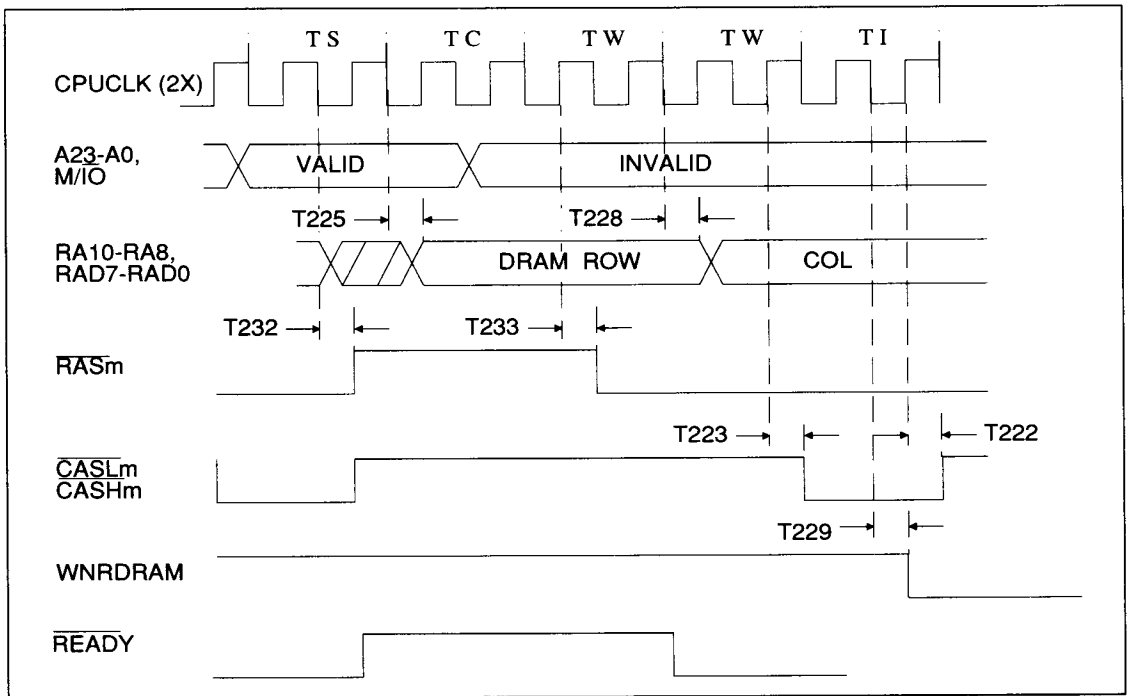 TS TC TW TW TI
CPUCLK (2X)
A23-A0,
M/IO
VALID INVALID
T225 T228
RA10-RA8,
RAD7-RAD0
DRAM ROW COL
T232 T233
RASm
T223 T222
CASLm
CASHm
T229
WNRDRAM
READY